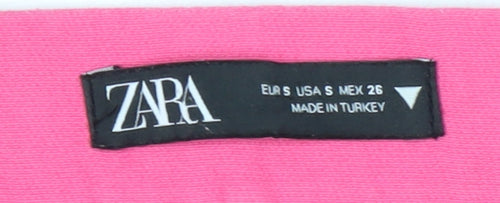 ZARA
EUR S USA S MEX 26
MADE IN TURKEY